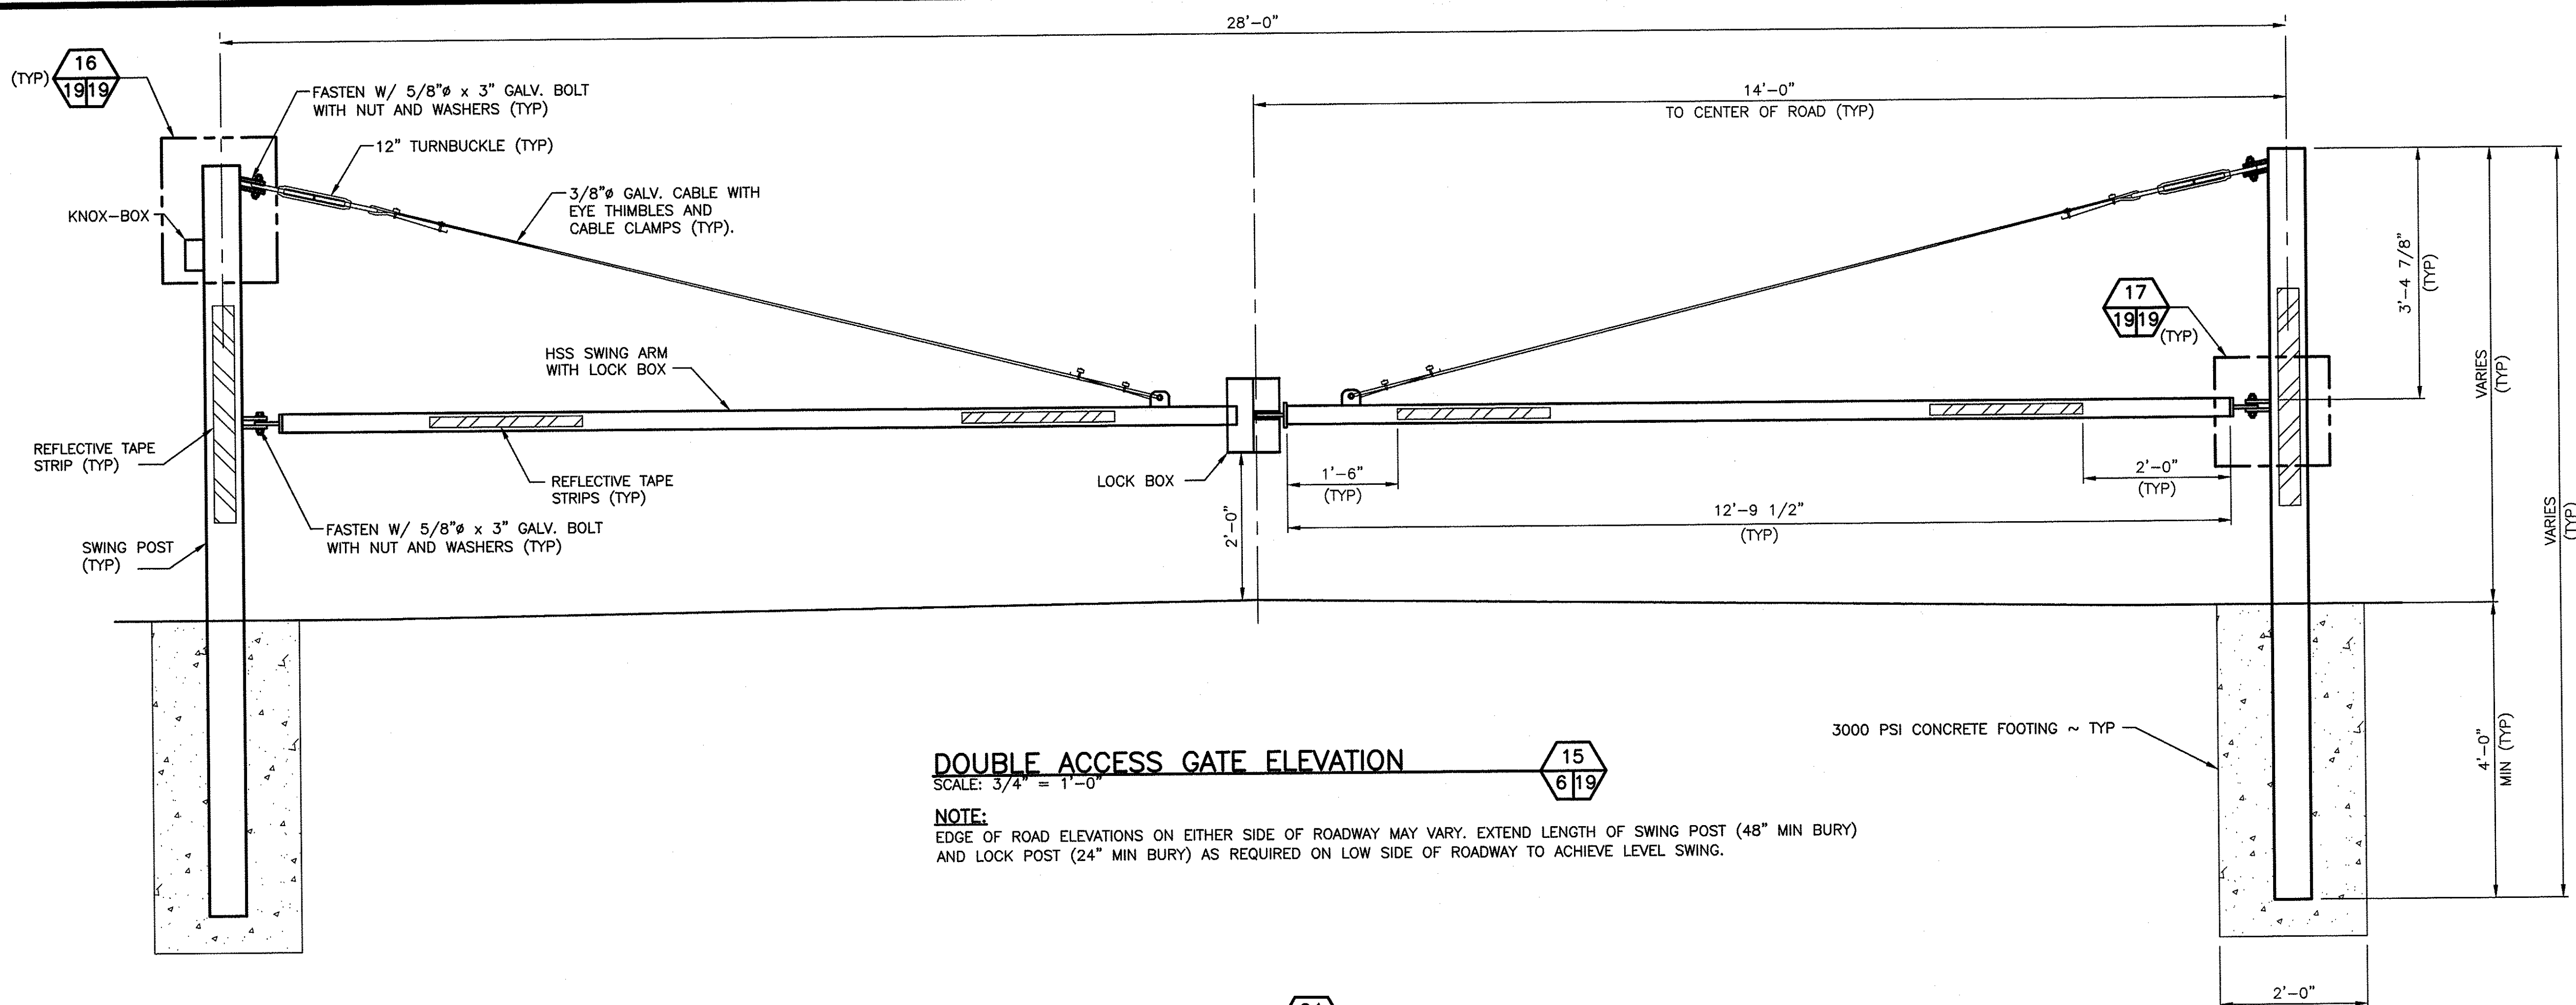 28'-0"
(TYP)
16
19 19
FASTEN W/ 5/8"ø x 3" GALV. BOLT
WITH NUT AND WASHERS (TYP)
14'-0"
TO CENTER OF ROAD (TYP)
12" TURNBUCKLE (TYP)
3/8"ø GALV. CABLE WITH
EYE THIMBLES AND
CABLE CLAMPS (TYP).
KNOX-BOX
3'-4 7/8"
(TYP)
VARIES
(TYP)
VARIES
(TYP)
17
19 19
(TYP)
HSS SWING ARM
WITH LOCK BOX
REFLECTIVE TAPE
STRIP (TYP)
REFLECTIVE TAPE
STRIPS (TYP)
LOCK BOX
1'-6"
(TYP)
2'-0"
(TYP)
12'-9 1/2"
(TYP)
2'-0"
FASTEN W/ 5/8"ø x 3" GALV. BOLT
WITH NUT AND WASHERS (TYP)
SWING POST
(TYP)
3000 PSI CONCRETE FOOTING ~ TYP
4'-0"
MIN (TYP)
DOUBLE ACCESS GATE ELEVATION
SCALE: 3/4" = 1'-0"
15
6 19
NOTE:
EDGE OF ROAD ELEVATIONS ON EITHER SIDE OF ROADWAY MAY VARY. EXTEND LENGTH OF SWING POST (48" MIN BURY)
AND LOCK POST (24" MIN BURY) AS REQUIRED ON LOW SIDE OF ROADWAY TO ACHIEVE LEVEL SWING.
2'-0"